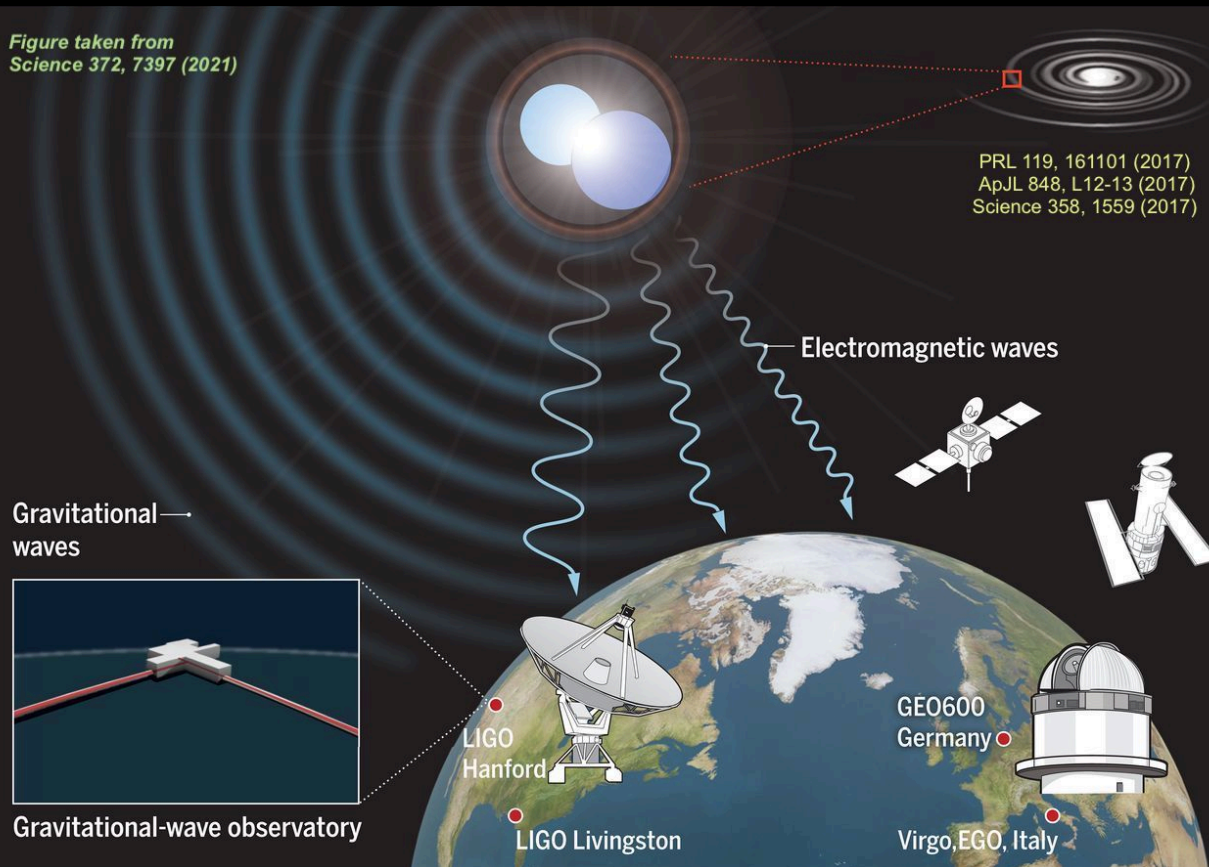 Figure taken from
Science 372, 7397 (2021)
PRL 119, 161101 (2017)
ApJL 848, L12-13 (2017)
Science 358, 1559 (2017)
Electromagnetic waves
Gravitational
waves
LIGO
Hanford
GEO600
Germany
Gravitational-wave observatory
LIGO Livingston
Virgo,EGO, Italy